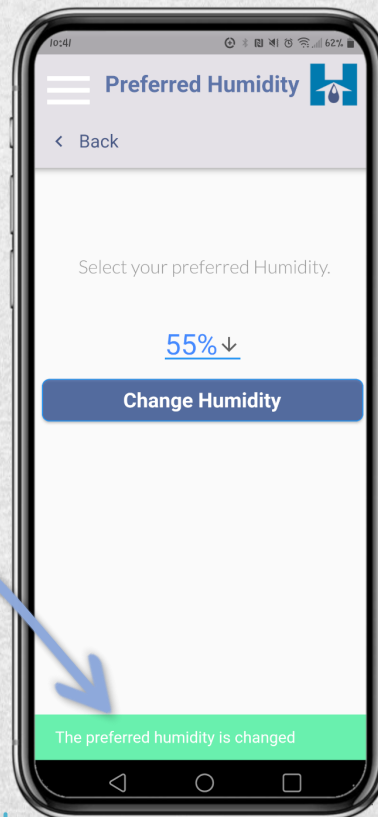 10:41
62%
Preferred Humidity
< Back
Select your preferred Humidity.
55%↓
Change Humidity
The preferred humidity is changed